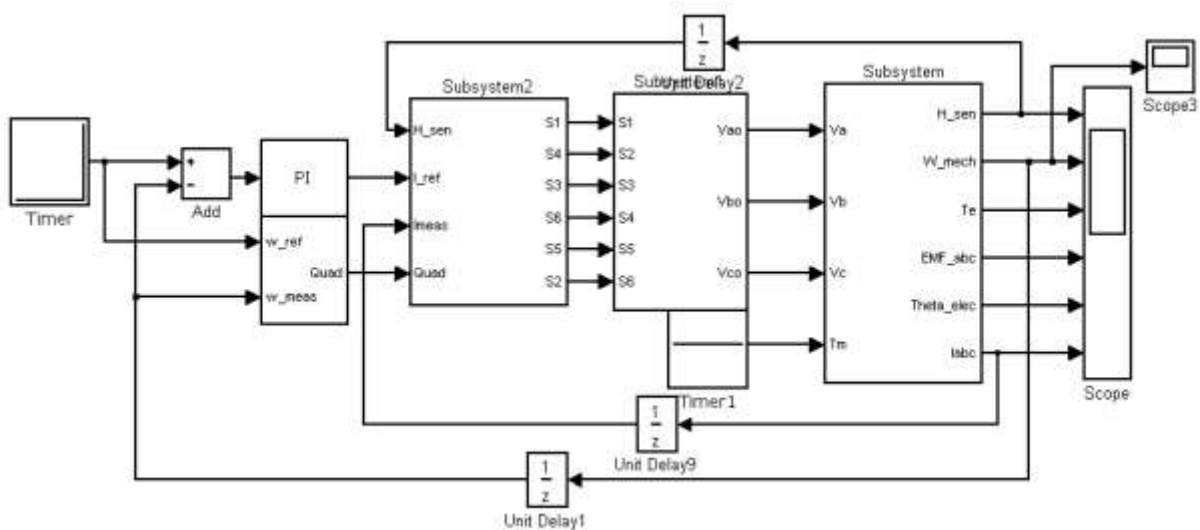 1
z
Unit Delay2
Subsystem2
Subsystem
Scope3
H_sen
I_ref
Imeas
Quad
S1
S4
S3
S6
S5
S2
S1
S2
S3
S4
S5
S6
Vao
Vbo
Vco
Va
Vb
Vc
Tm
H_sen
W_mech
Te
EMF_abc
Theta_elec
Iabc
Scope
Timer
+
−
Add
PI
w_ref
Quad
w_meas
Timer1
1
z
Unit Delay9
1
z
Unit Delay1